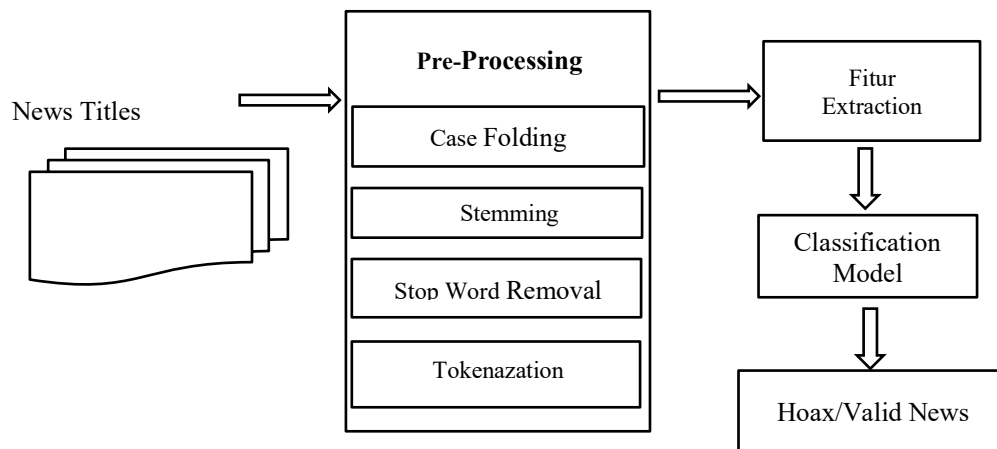 News Titles
Pre-Processing
Case Folding
Stemming
Stop Word Removal
Tokenazation
Fitur
Extraction
Classification
Model
Hoax/Valid News